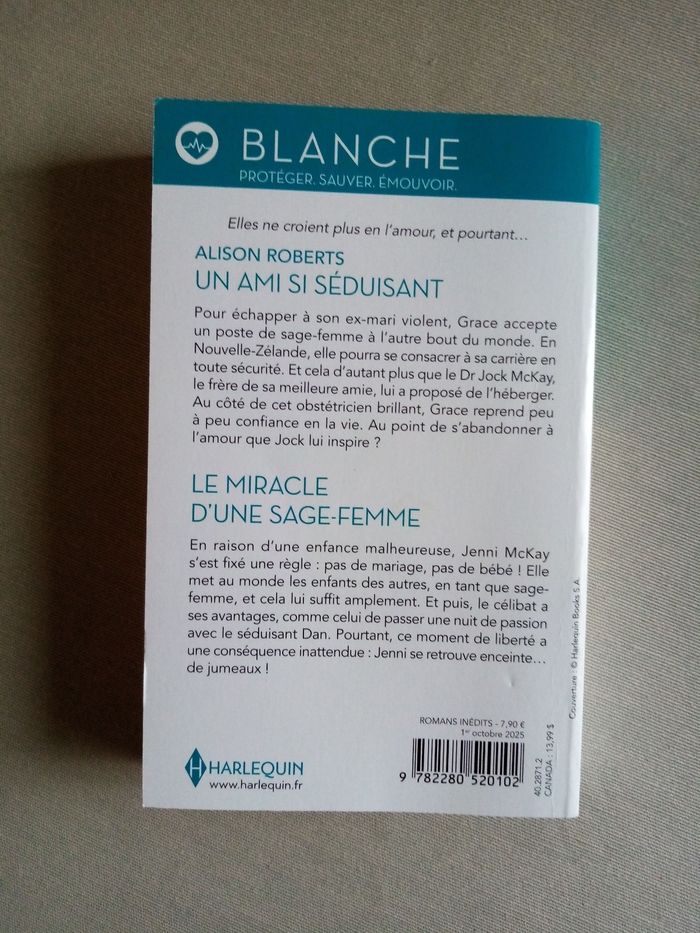 BLANCHE
PROTÉGER. SAUVER. ÉMOUVOIR.
Elles ne croient plus en l'amour, et pourtant…
ALISON ROBERTS
UN AMI SI SÉDUISANT
Pour échapper à son ex-mari violent, Grace accepte
un poste de sage-femme à l'autre bout du monde. En
Nouvelle-Zélande, elle pourra se consacrer à sa carrière en
toute sécurité. Et cela d'autant plus que le Dr Jock McKay,
le frère de sa meilleure amie, lui a proposé de l'héberger.
Au côté de cet obstétricien brillant, Grace reprend peu
à peu confiance en la vie. Au point de s'abandonner à
l'amour que Jock lui inspire ?
LE MIRACLE
D'UNE SAGE-FEMME
En raison d'une enfance malheureuse, Jenni McKay
s'est fixé une règle : pas de mariage, pas de bébé ! Elle
met au monde les enfants des autres, en tant que sage-
femme, et cela lui suffit amplement. Et puis, le célibat a
ses avantages, comme celui de passer une nuit de passion
avec le séduisant Dan. Pourtant, ce moment de liberté a
une conséquence inattendue : Jenni se retrouve enceinte…
de jumeaux !
Couverture : © Harlequin Books S.A.
ROMANS INÉDITS - 7,90 €
1er octobre 2025
HARLEQUIN
www.harlequin.fr
9 782280 520102
40.2871.2
CANADA : 13,99 $